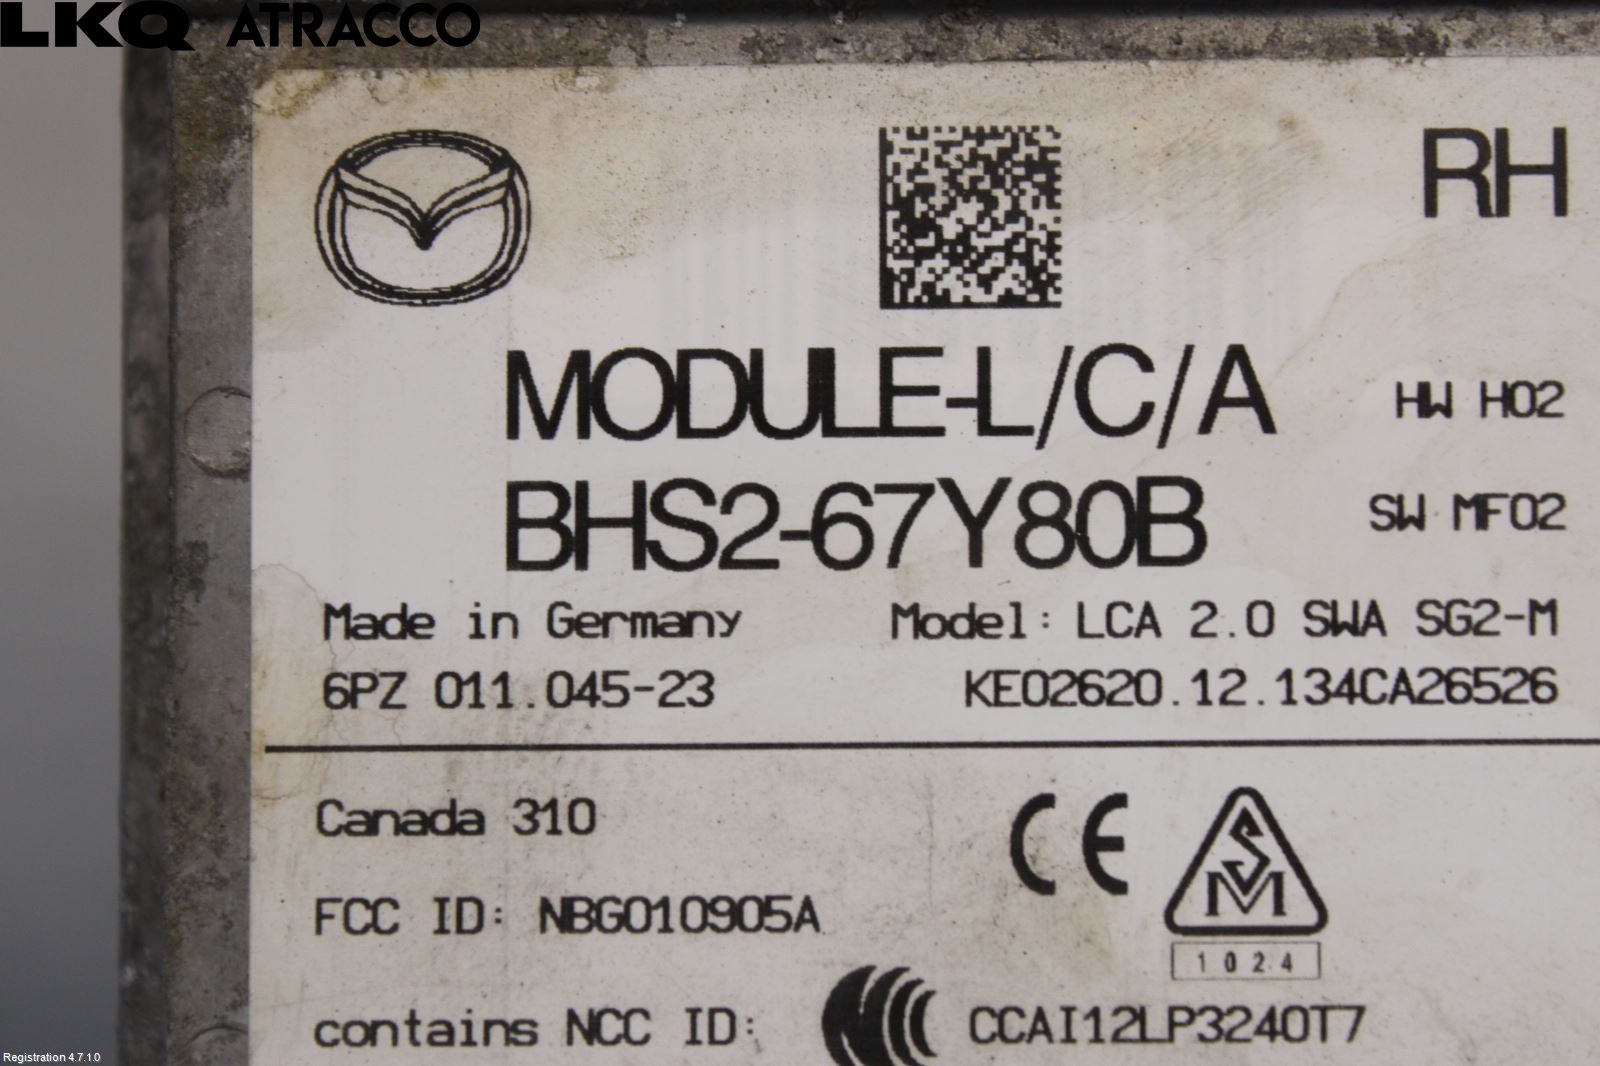 LKQ ATRACCO
RH
MODULE-L/C/A HW H02
BHS2-67Y80B SW MF02
Made in Germany Model: LCA 2.0 SWA SG2-M
6PZ 011.045-23 KE02620.12.134CA26526
Canada 310
CE
SM
FCC ID: NBG010905A
1024
contains NCC ID: CCAI12LP3240T7
Registration 4.7.1.0